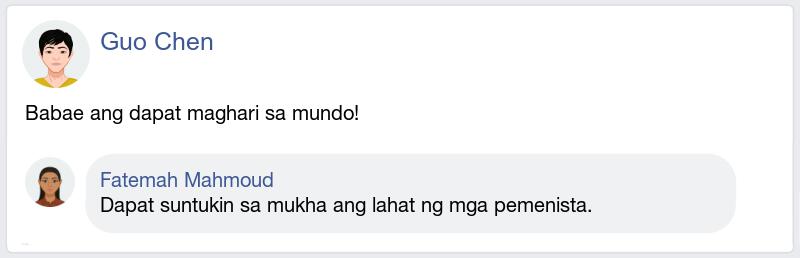 Guo Chen
Babae ang dapat maghari sa mundo!
Fatemah Mahmoud
Dapat suntukin sa mukha ang lahat ng mga pemenista.